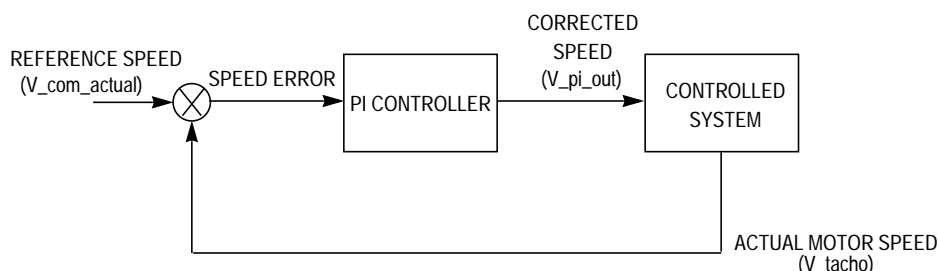 REFERENCE SPEED
(V_com_actual)
SPEED ERROR
PI CONTROLLER
CORRECTED
SPEED
(V_pi_out)
CONTROLLED
SYSTEM
ACTUAL MOTOR SPEED
(V_tacho)